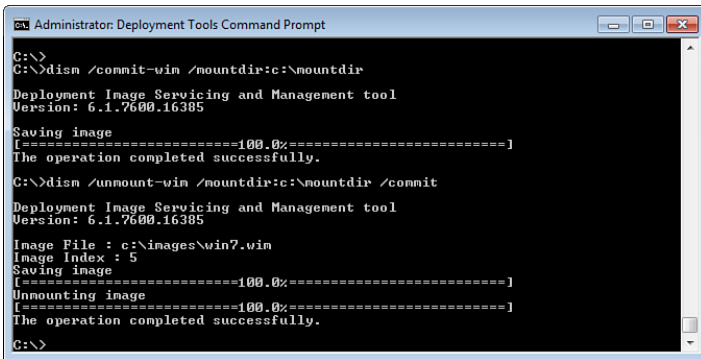 Administrator: Deployment Tools Command Prompt
C:\>
C:\>dism /commit-wim /mountdir:c:\mountdir
Deployment Image Servicing and Management tool
Version: 6.1.7600.16385
Saving image
[==========================100.0%==========================]
The operation completed successfully.
C:\>dism /unmount-wim /mountdir:c:\mountdir /commit
Deployment Image Servicing and Management tool
Version: 6.1.7600.16385
Image File : c:\images\win7.wim
Image Index : 5
Saving image
[==========================100.0%==========================]
Unmounting image
[==========================100.0%==========================]
The operation completed successfully.
C:\>